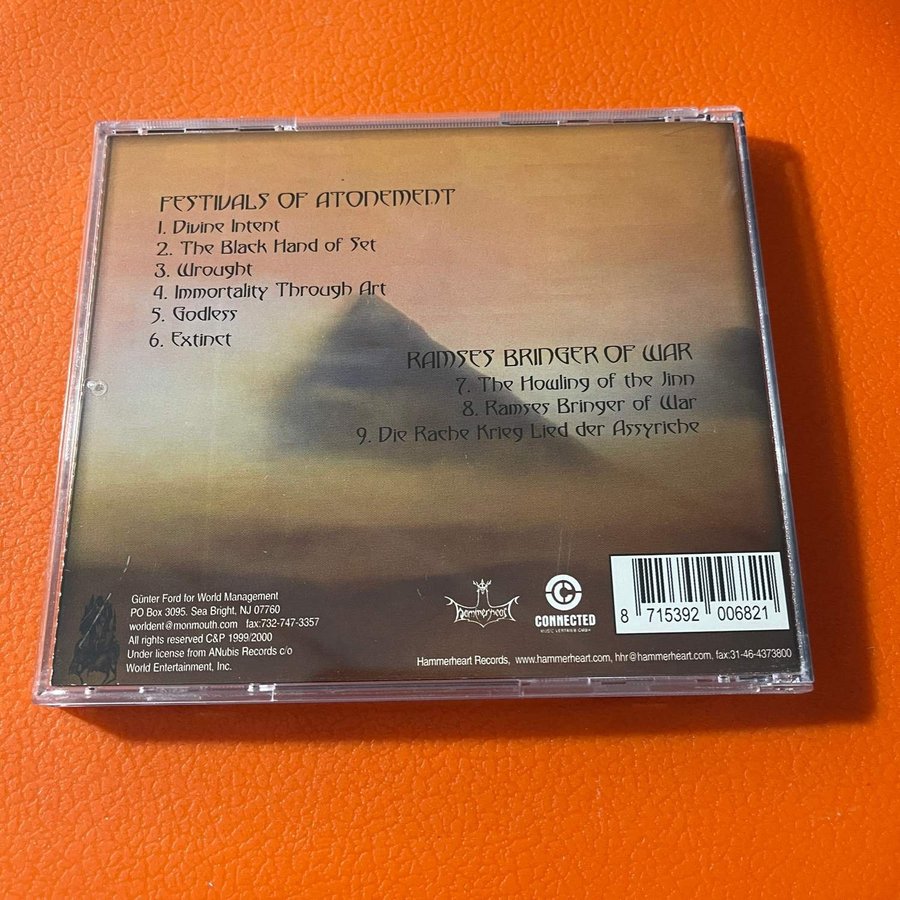 FESTIVALS OF ATONEMENT
1. Divine Intent
2.. The Black Hand of Set
3. Wrought
4. Immortality Through Art
5. Godless
6. Extinct
RAMSES BRINGER OF WAR
7. The Howling of the Jinn
8. Ramses Bringer of War
9. Die Rache Krieg Lied der Assyriche
Günter Ford for World Management
PO Box 3095. Sea Bright, NJ 07760
worldent@monmouth fax:732-747-3357
All rights reserved C&P 1999/2000
Under license from ANubis Records c/o
World Entertainment, Inc.
Hammerheart
CONNECTED
MUSIC VERTRIEB GMBH
8 715392 006821
Hammerheart Records, www.hammerheart.com, hhr@hammerheart.com, fax:31-46-4373800